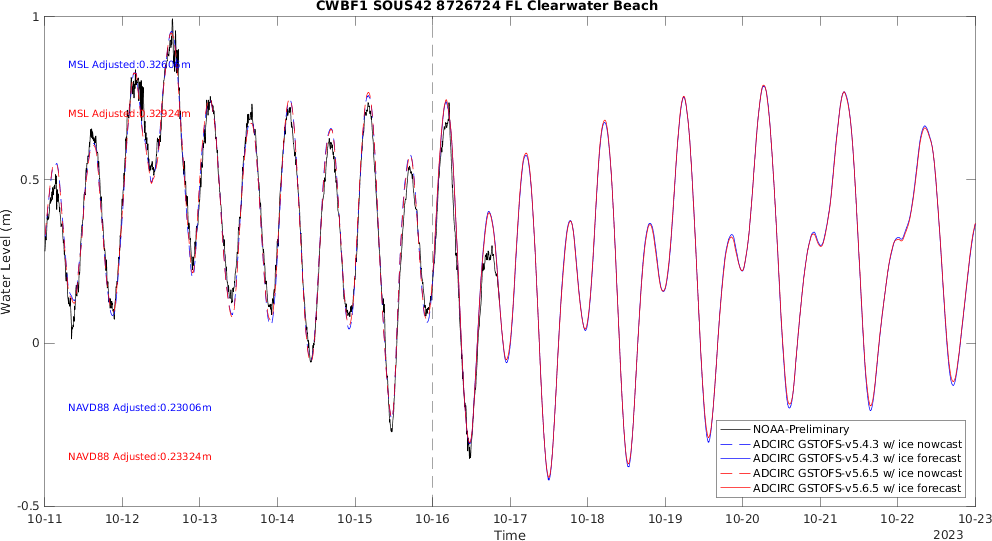 CWBF1 SOUS42 8726724 FL Clearwater Beach
1
0.5
0
-0.5
Water Level (m)
MSL Adjusted:0.32605m
MSL Adjusted:0.32924m
NAVD88 Adjusted:0.23006m
NAVD88 Adjusted:0.23324m
NOAA-Preliminary
ADCIRC GSTOFS-v5.4.3 w/ ice nowcast
ADCIRC GSTOFS-v5.4.3 w/ ice forecast
ADCIRC GSTOFS-v5.6.5 w/ ice nowcast
ADCIRC GSTOFS-v5.6.5 w/ ice forecast
10-11 10-12 10-13 10-14 10-15 10-16 10-17 10-18 10-19 10-20 10-21 10-22 10-23
Time
2023